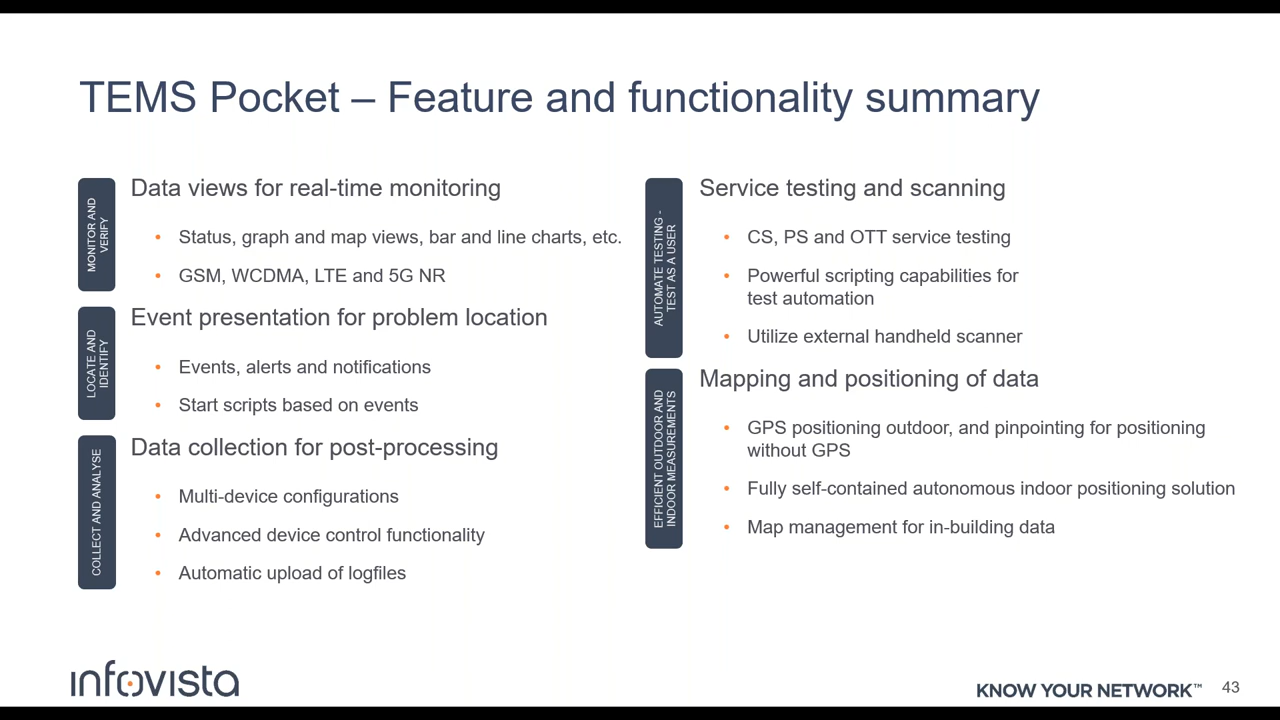 TEMS Pocket – Feature and functionality summary
MONITOR AND
VERIFY
Data views for real-time monitoring
• Status, graph and map views, bar and line charts, etc.
• GSM, WCDMA, LTE and 5G NR
LOCATE AND
IDENTIFY
Event presentation for problem location
• Events, alerts and notifications
• Start scripts based on events
COLLECT AND ANALYSE
Data collection for post-processing
• Multi-device configurations
• Advanced device control functionality
• Automatic upload of logfiles
AUTOMATE TESTING -
TEST AS A USER
Service testing and scanning
• CS, PS and OTT service testing
• Powerful scripting capabilities for
test automation
• Utilize external handheld scanner
EFFICIENT OUTDOOR AND
INDOOR MEASUREMENTS
Mapping and positioning of data
• GPS positioning outdoor, and pinpointing for positioning
without GPS
• Fully self-contained autonomous indoor positioning solution
• Map management for in-building data
infovista
KNOW YOUR NETWORK™
43